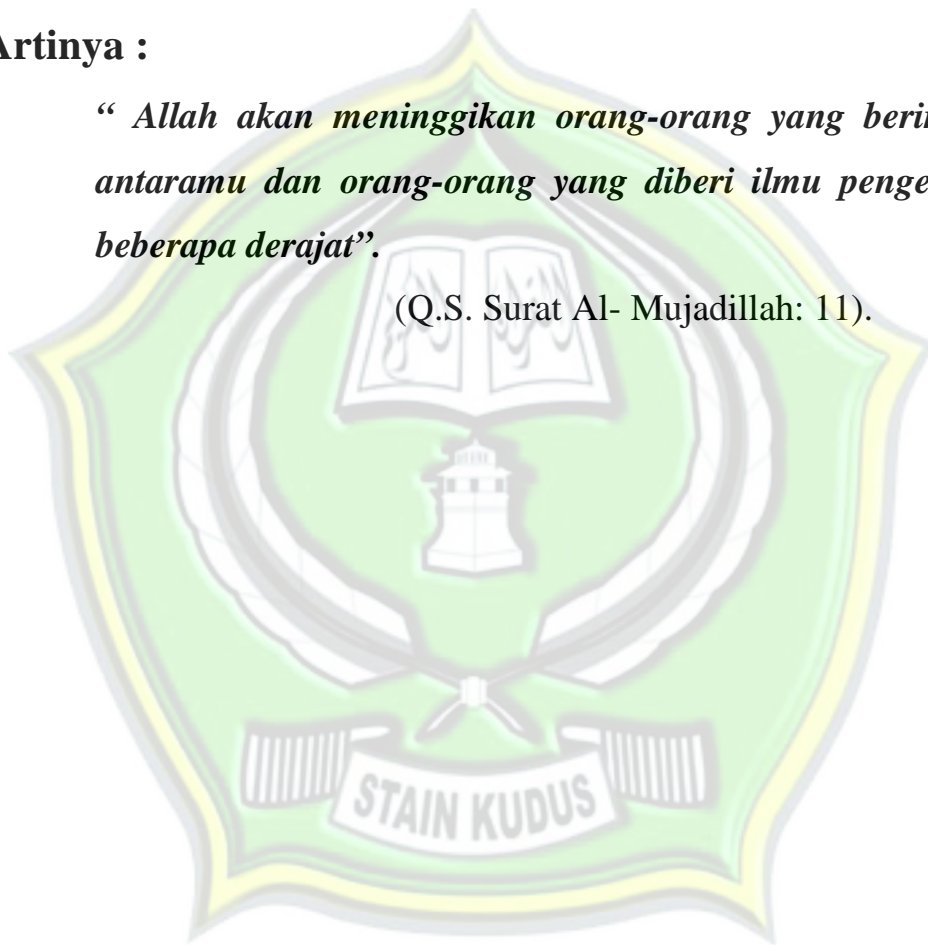 Artinya :
“ Allah akan meninggikan orang-orang yang beri
antaramu dan orang-orang yang diberi ilmu penge
beberapa derajat”.
(Q.S. Surat Al- Mujadillah: 11).
STAIN KUDUS